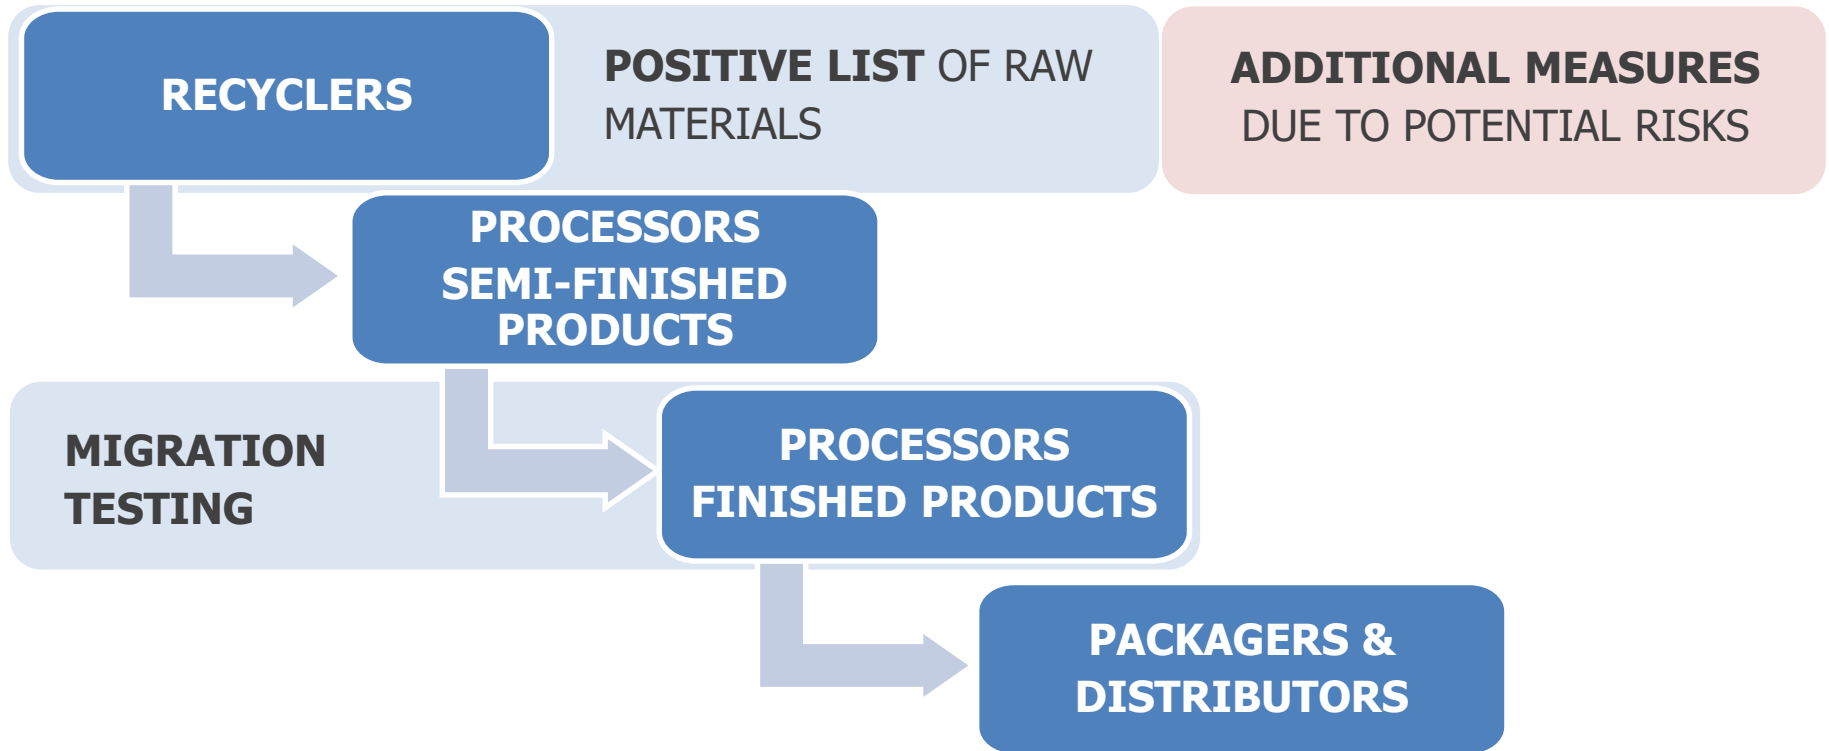 RECYCLERS
POSITIVE LIST OF RAW
MATERIALS
ADDITIONAL MEASURES
DUE TO POTENTIAL RISKS
PROCESSORS
SEMI-FINISHED
PRODUCTS
MIGRATION
TESTING
PROCESSORS
FINISHED PRODUCTS
PACKAGERS &
DISTRIBUTORS